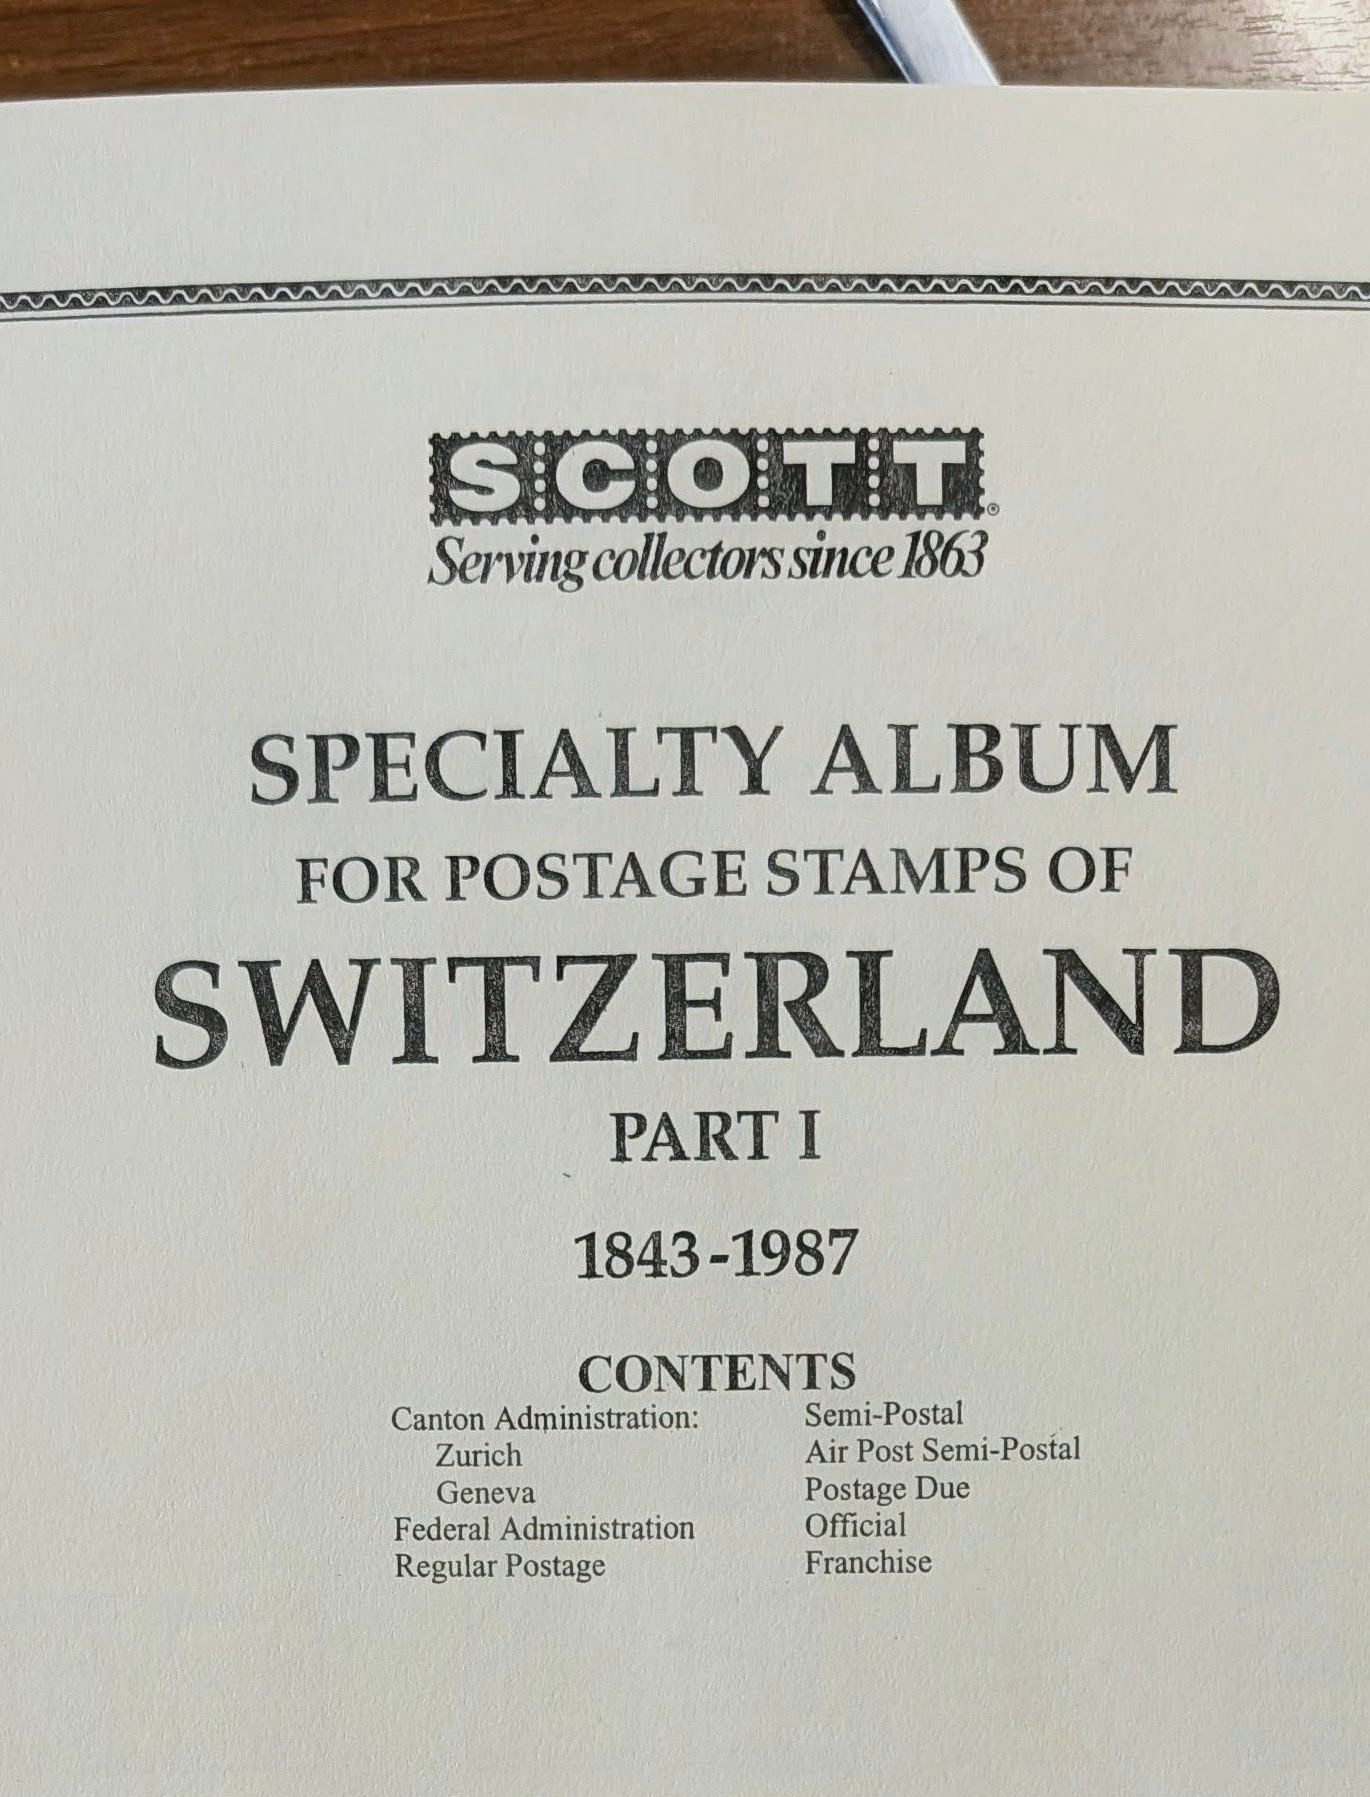 SCOTT®
Serving collectors since 1863
SPECIALTY ALBUM
FOR POSTAGE STAMPS OF
SWITZERLAND
PART I
1843-1987
CONTENTS
Canton Administration:
Zurich
Geneva
Federal Administration
Regular Postage
Semi-Postal
Air Post Semi-Postal
Postage Due
Official
Franchise